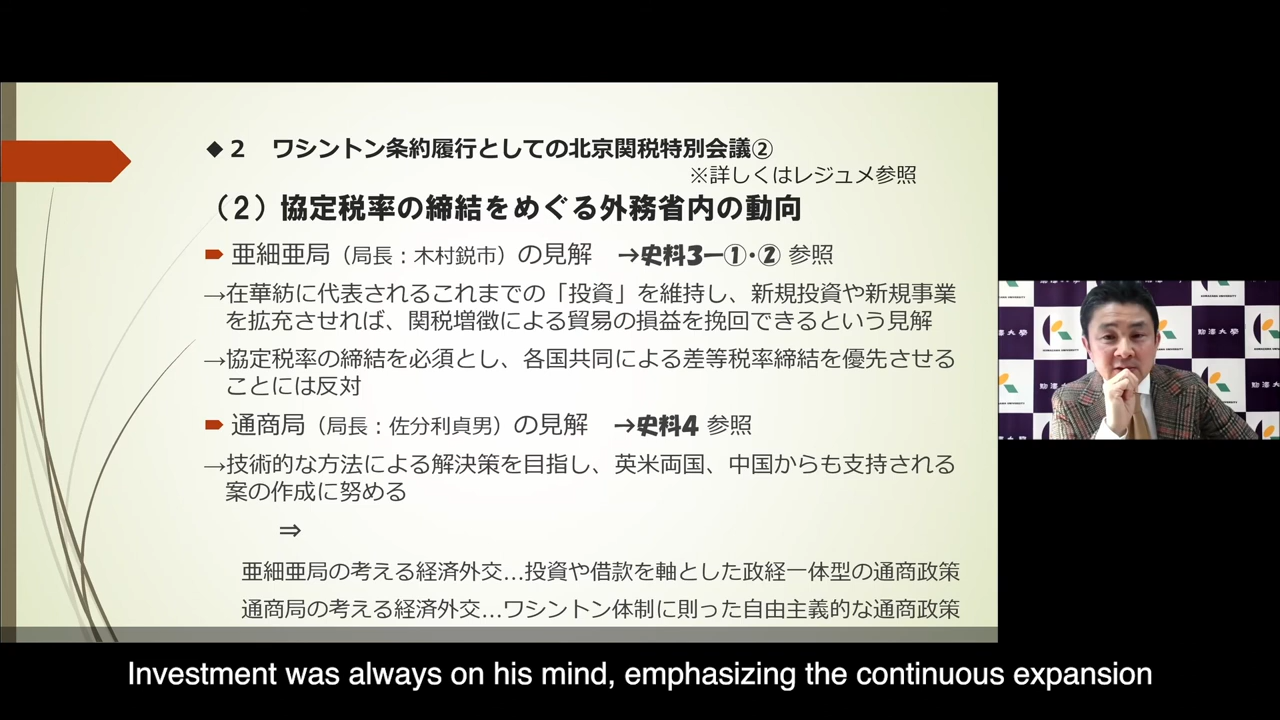 ◆２　ワシントン条約履行としての北京関税特別会議②
※詳しくはレジュメ参照
（２）協定税率の締結をめぐる外務省内の動向
亜細亜局（局長：木村鋭市）の見解　→史料３ー①・② 参照
→在華紡に代表されるこれまでの「投資」を維持し、新規投資や新規事業
を拡充させれば、関税増徴による貿易の損益を挽回できるという見解
→協定税率の締結を必須とし、各国共同による差等税率締結を優先させる
ことには反対
通商局（局長：佐分利貞男）の見解　→史料４ 参照
→技術的な方法による解決策を目指し、英米両国、中国からも支持される
案の作成に努める
⇒
亜細亜局の考える経済外交…投資や借款を軸とした政経一体型の通商政策
通商局の考える経済外交…ワシントン体制に則った自由主義的な通商政策
駒澤大學
Investment was always on his mind, emphasizing the continuous expansion